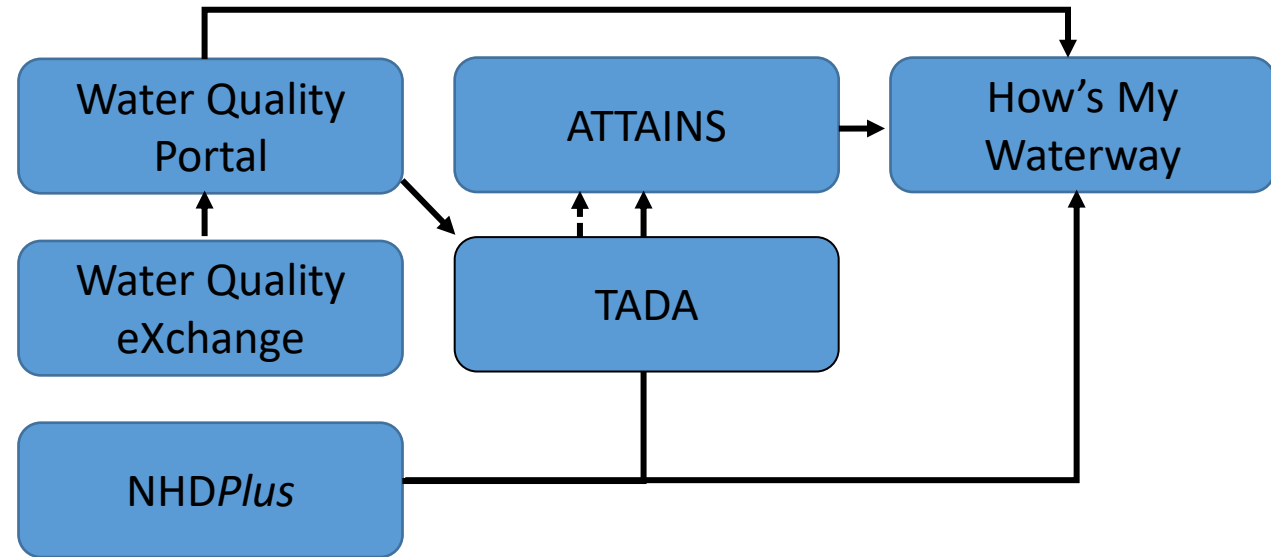 Water Quality
Portal
ATTAINS
How’s My
Waterway
Water Quality
eXchange
TADA
NHDPlus